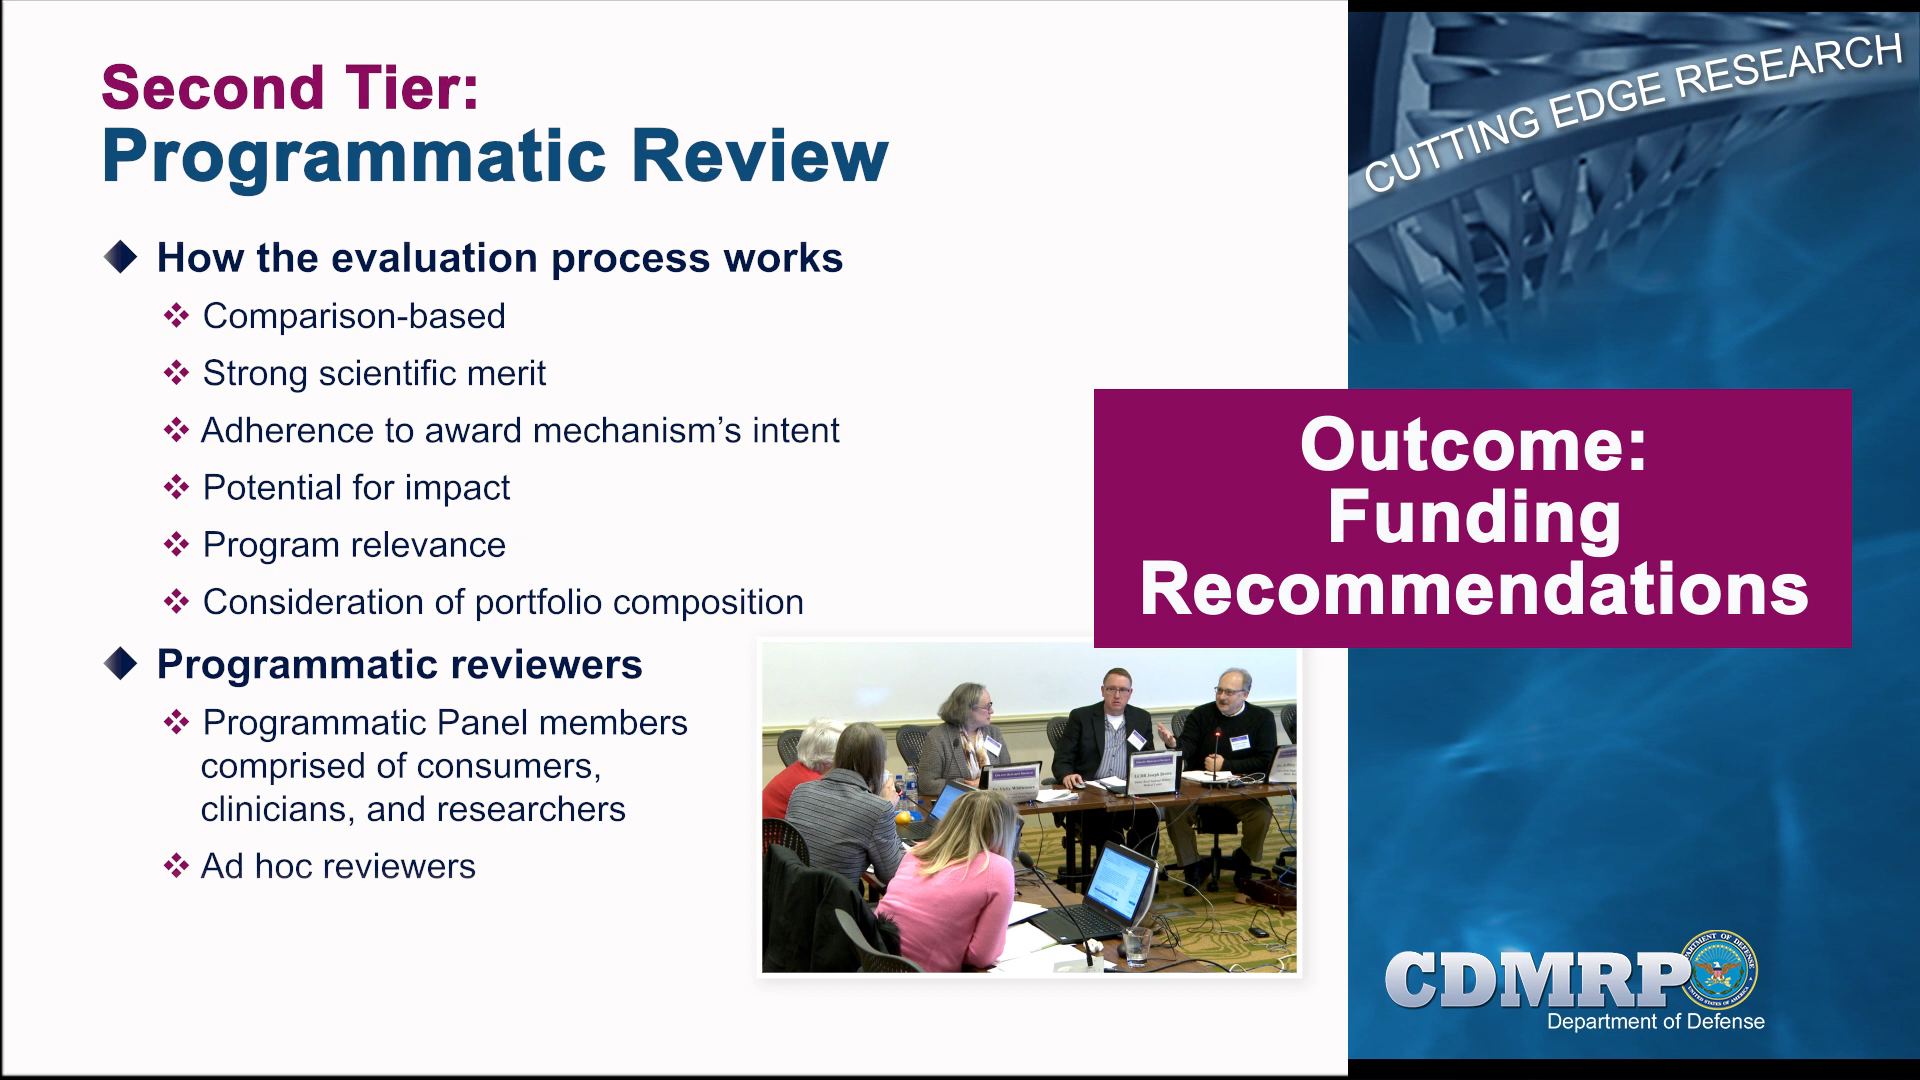 Second Tier:
Programmatic Review
How the evaluation process works
Comparison-based
Strong scientific merit
Adherence to award mechanism’s intent
Potential for impact
Program relevance
Consideration of portfolio composition
Programmatic reviewers
Programmatic Panel members
comprised of consumers,
clinicians, and researchers
Ad hoc reviewers
CUTTING EDGE RESEARCH
Outcome:
Funding
Recommendations
CDMRP
Department of Defense